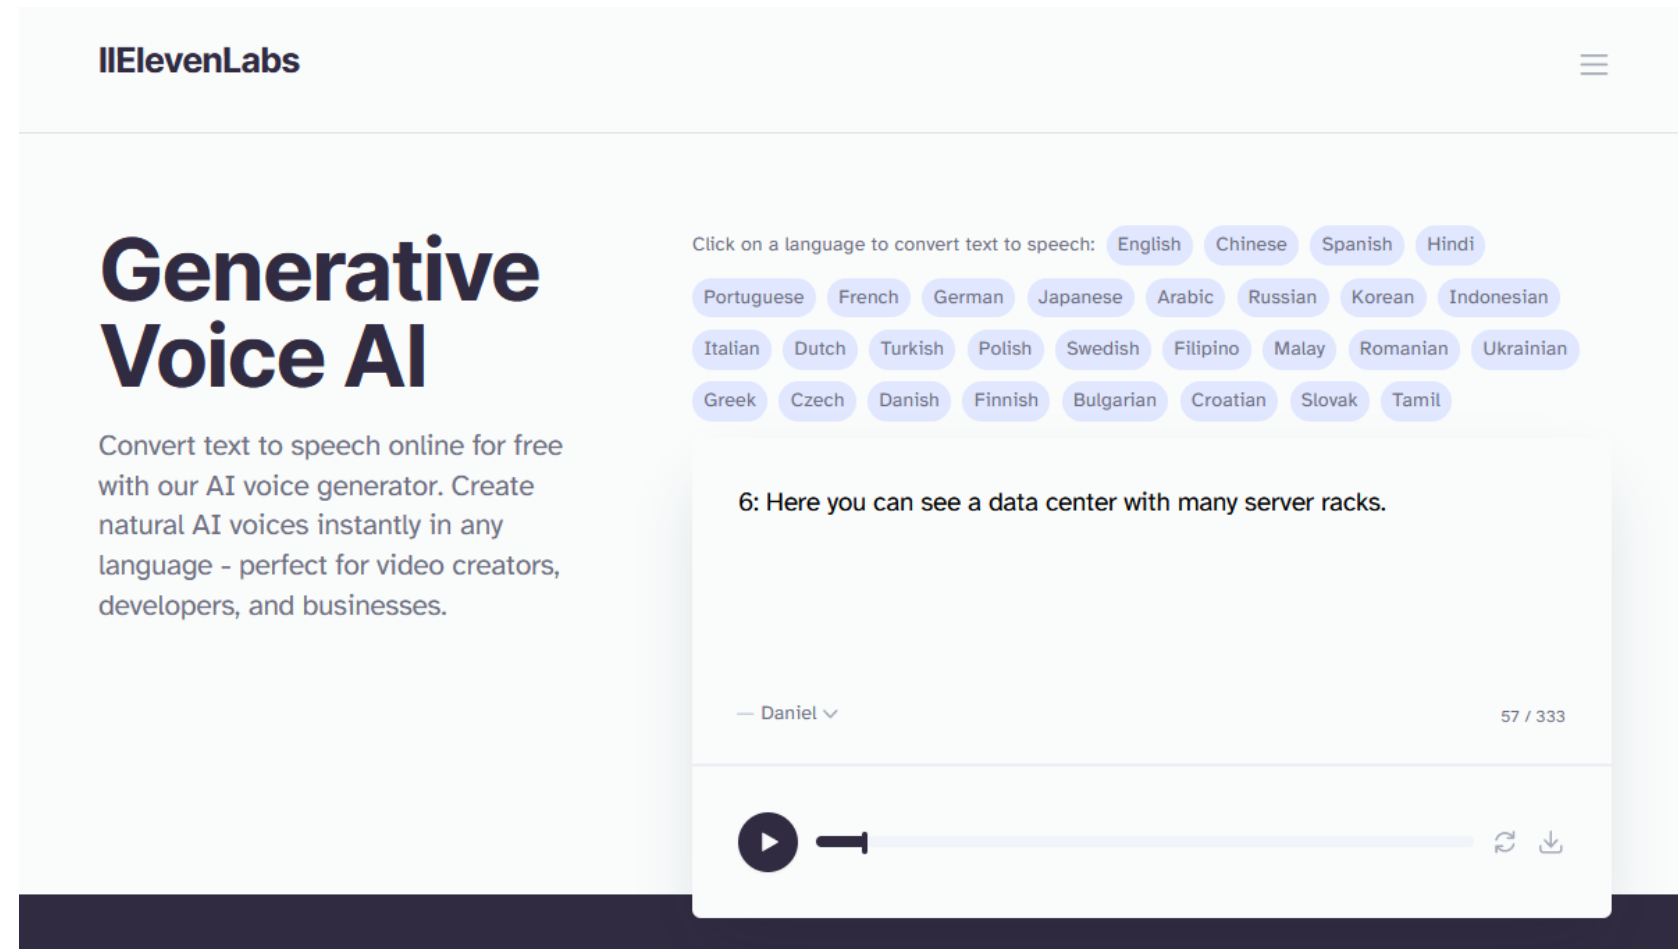 IIElevenLabs
Generative
Voice AI
Convert text to speech online for free
with our AI voice generator. Create
natural AI voices instantly in any
language - perfect for video creators,
developers, and businesses.
Click on a language to convert text to speech: English Chinese Spanish Hindi
Portuguese French German Japanese Arabic Russian Korean Indonesian
Italian Dutch Turkish Polish Swedish Filipino Malay Romanian Ukrainian
Greek Czech Danish Finnish Bulgarian Croatian Slovak Tamil
6: Here you can see a data center with many server racks.
— Daniel
57 / 333